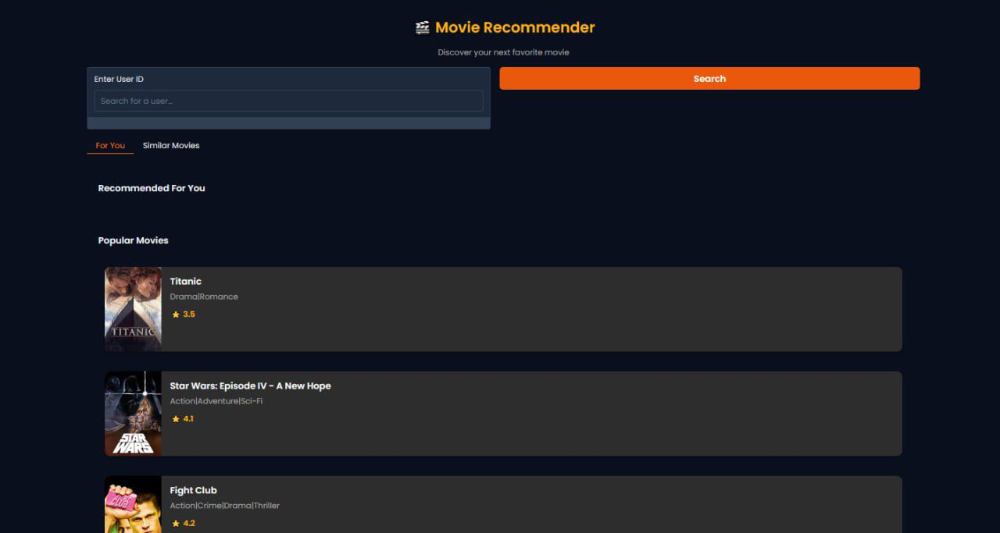 🎬 Movie Recommender
Discover your next favorite movie
Enter User ID
Search for a user...
Search
For You
Similar Movies
Recommended For You
Popular Movies
TITANIC
Titanic
Drama|Romance
★ 3.5
STAR WARS
Star Wars: Episode IV - A New Hope
Action|Adventure|Sci-Fi
★ 4.1
FIGHT CLUB
Fight Club
Action|Crime|Drama|Thriller
★ 4.2